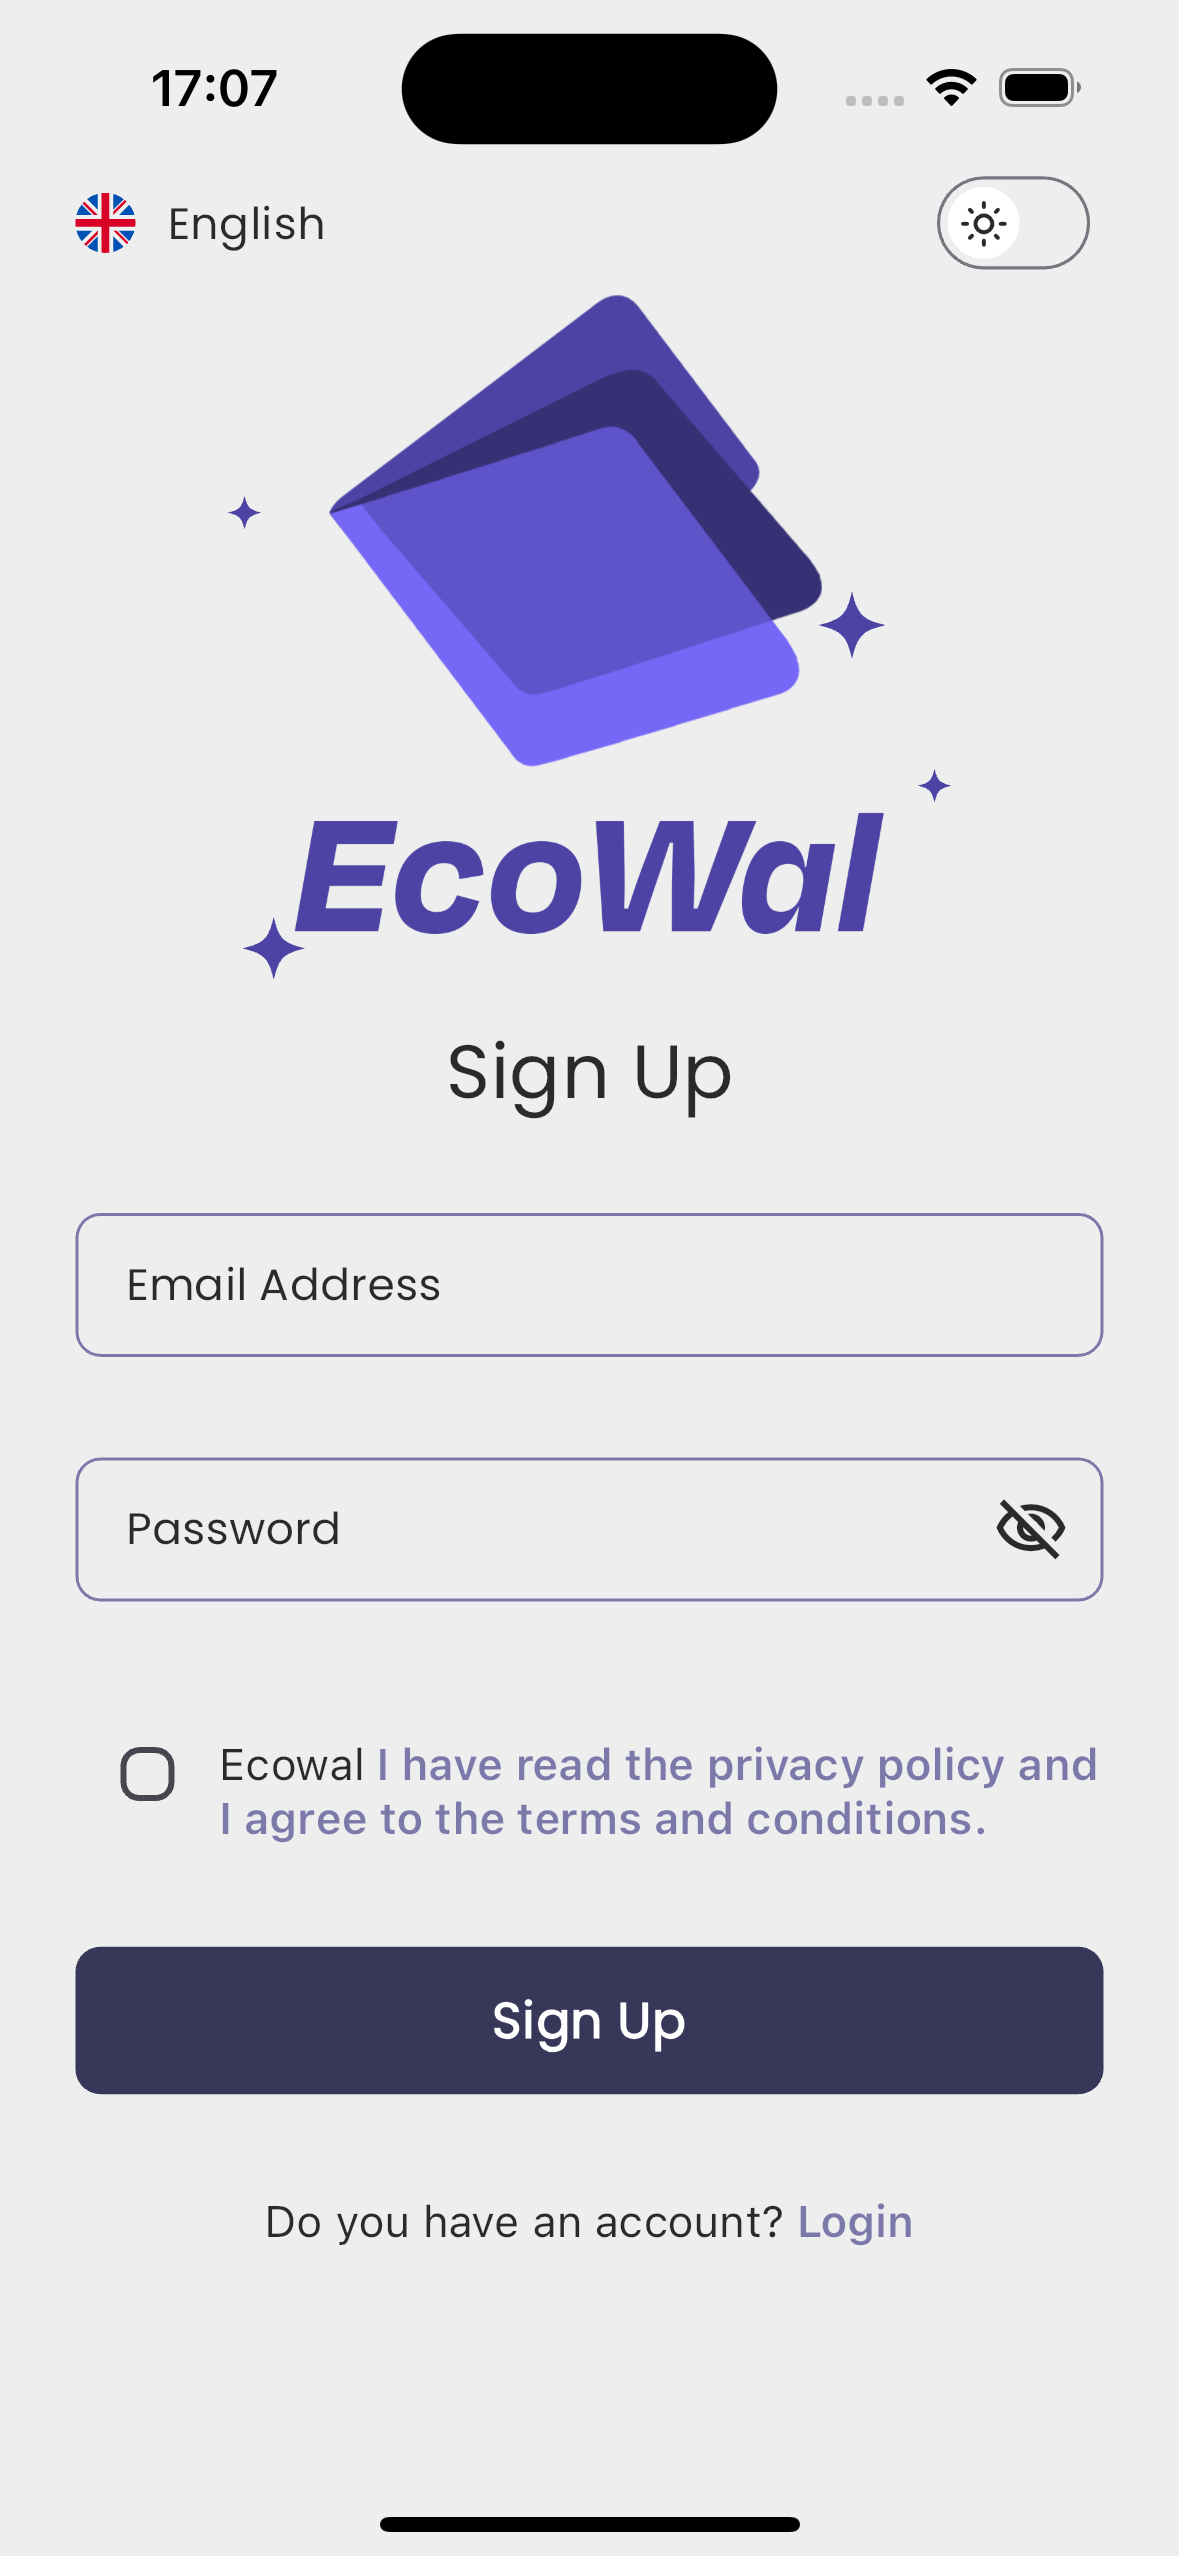 17:07
English
EcoWal
Sign Up
Email Address
Password
Ecowal I have read the privacy policy and
I agree to the terms and conditions.
Sign Up
Do you have an account? Login